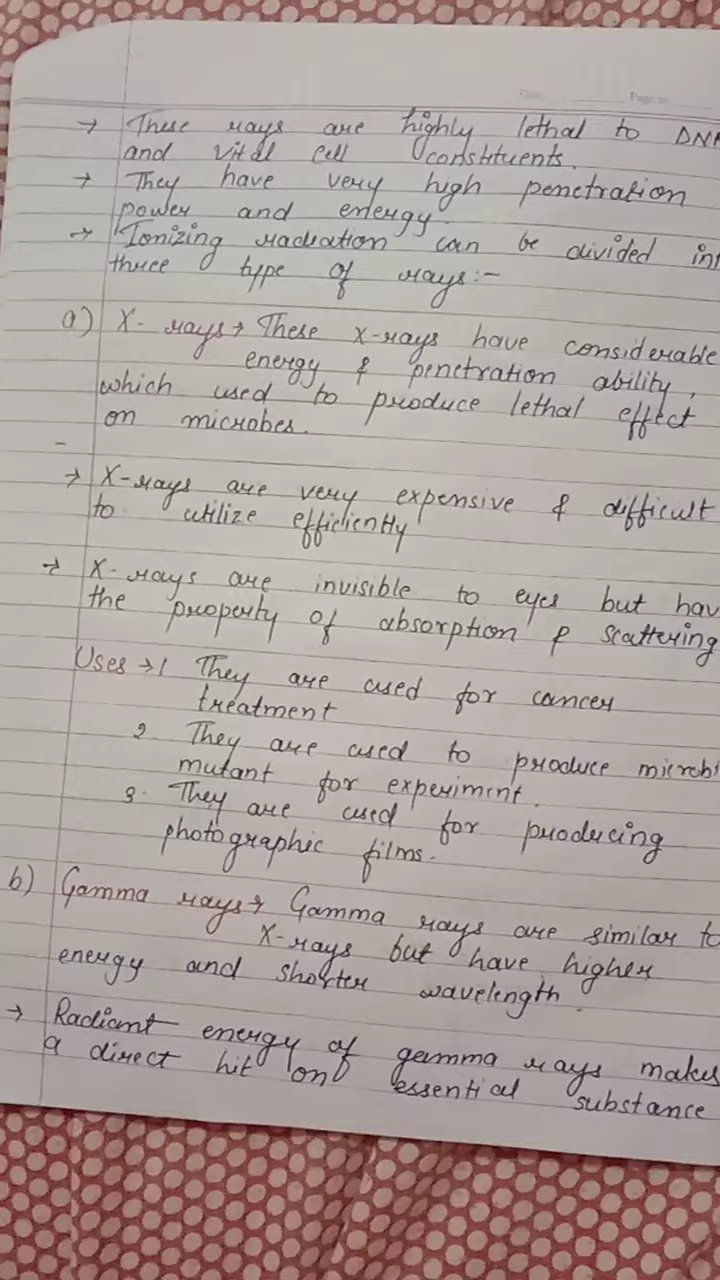 Page
→ These rays are highly lethal to DNA
and vital cell constituents.
→ They have very high penetration
power and energy.
→ Ionizing radiation can be divided int
three type of rays:-
a) X-rays → These x-rays have considerable
energy & penetration ability,
which used to produce lethal effect
on microbes.
→ X-rays are very expensive & difficult
to utilize efficiently
→ X-rays are invisible to eyes but hav
the property of absorption & scattering
Uses → 1 They are used for cancer
treatment
2. They are used to produce microbi
mutant for experiment.
3. They are used for producing
photographic films.
b) Gamma rays → Gamma rays are similar to
X-rays but have higher
energy and shorter wavelength.
→ Radiant energy of gamma rays makes
a direct hit on essential substance